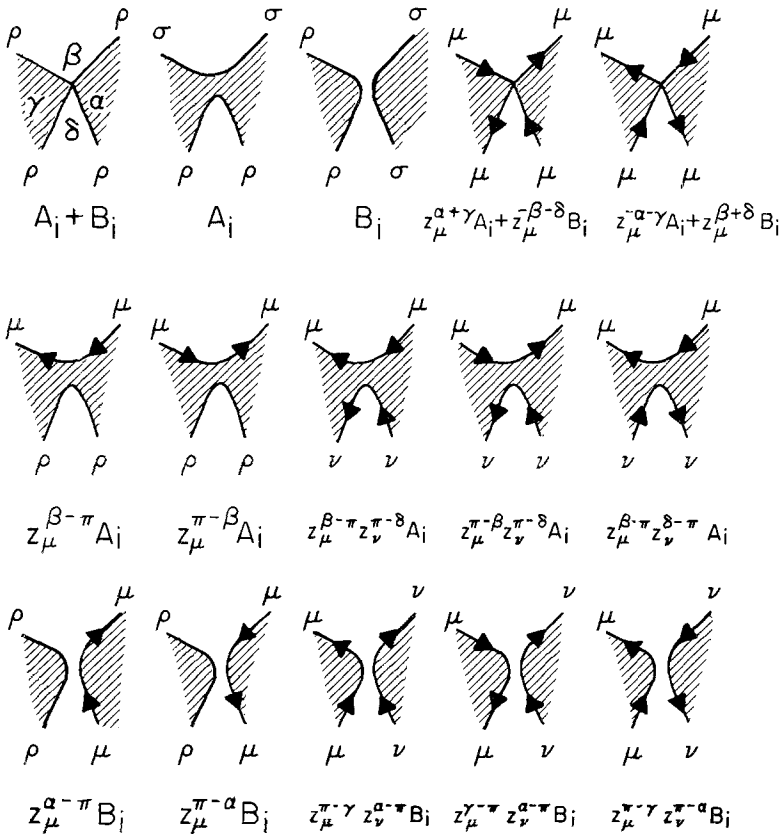 ρ ρ σ σ ρ σ μ μ μ μ
β
γ α
δ
ρ ρ ρ ρ ρ σ μ μ μ μ
A_i + B_i A_i B_i z_μ^{α+γ}A_i + z_μ^{-β-δ}B_i z_μ^{-α-γ}A_i + z_μ^{β+δ}B_i
μ μ μ μ μ μ μ μ μ μ
ρ ρ ρ ρ ν ν ν ν ν ν
z_μ^{β-π}A_i z_μ^{π-β}A_i z_μ^{β-π}z_ν^{π-δ}A_i z_μ^{π-β}z_ν^{π-δ}A_i z_μ^{β-π}z_ν^{δ-π}A_i
ρ μ ρ μ μ ν μ ν μ ν
ρ μ ρ μ μ ν μ ν μ ν
z_μ^{α-π}B_i z_μ^{π-α}B_i z_μ^{π-γ}z_ν^{α-π}B_i z_μ^{γ-π}z_ν^{α-π}B_i z_μ^{π-γ}z_ν^{π-α}B_i